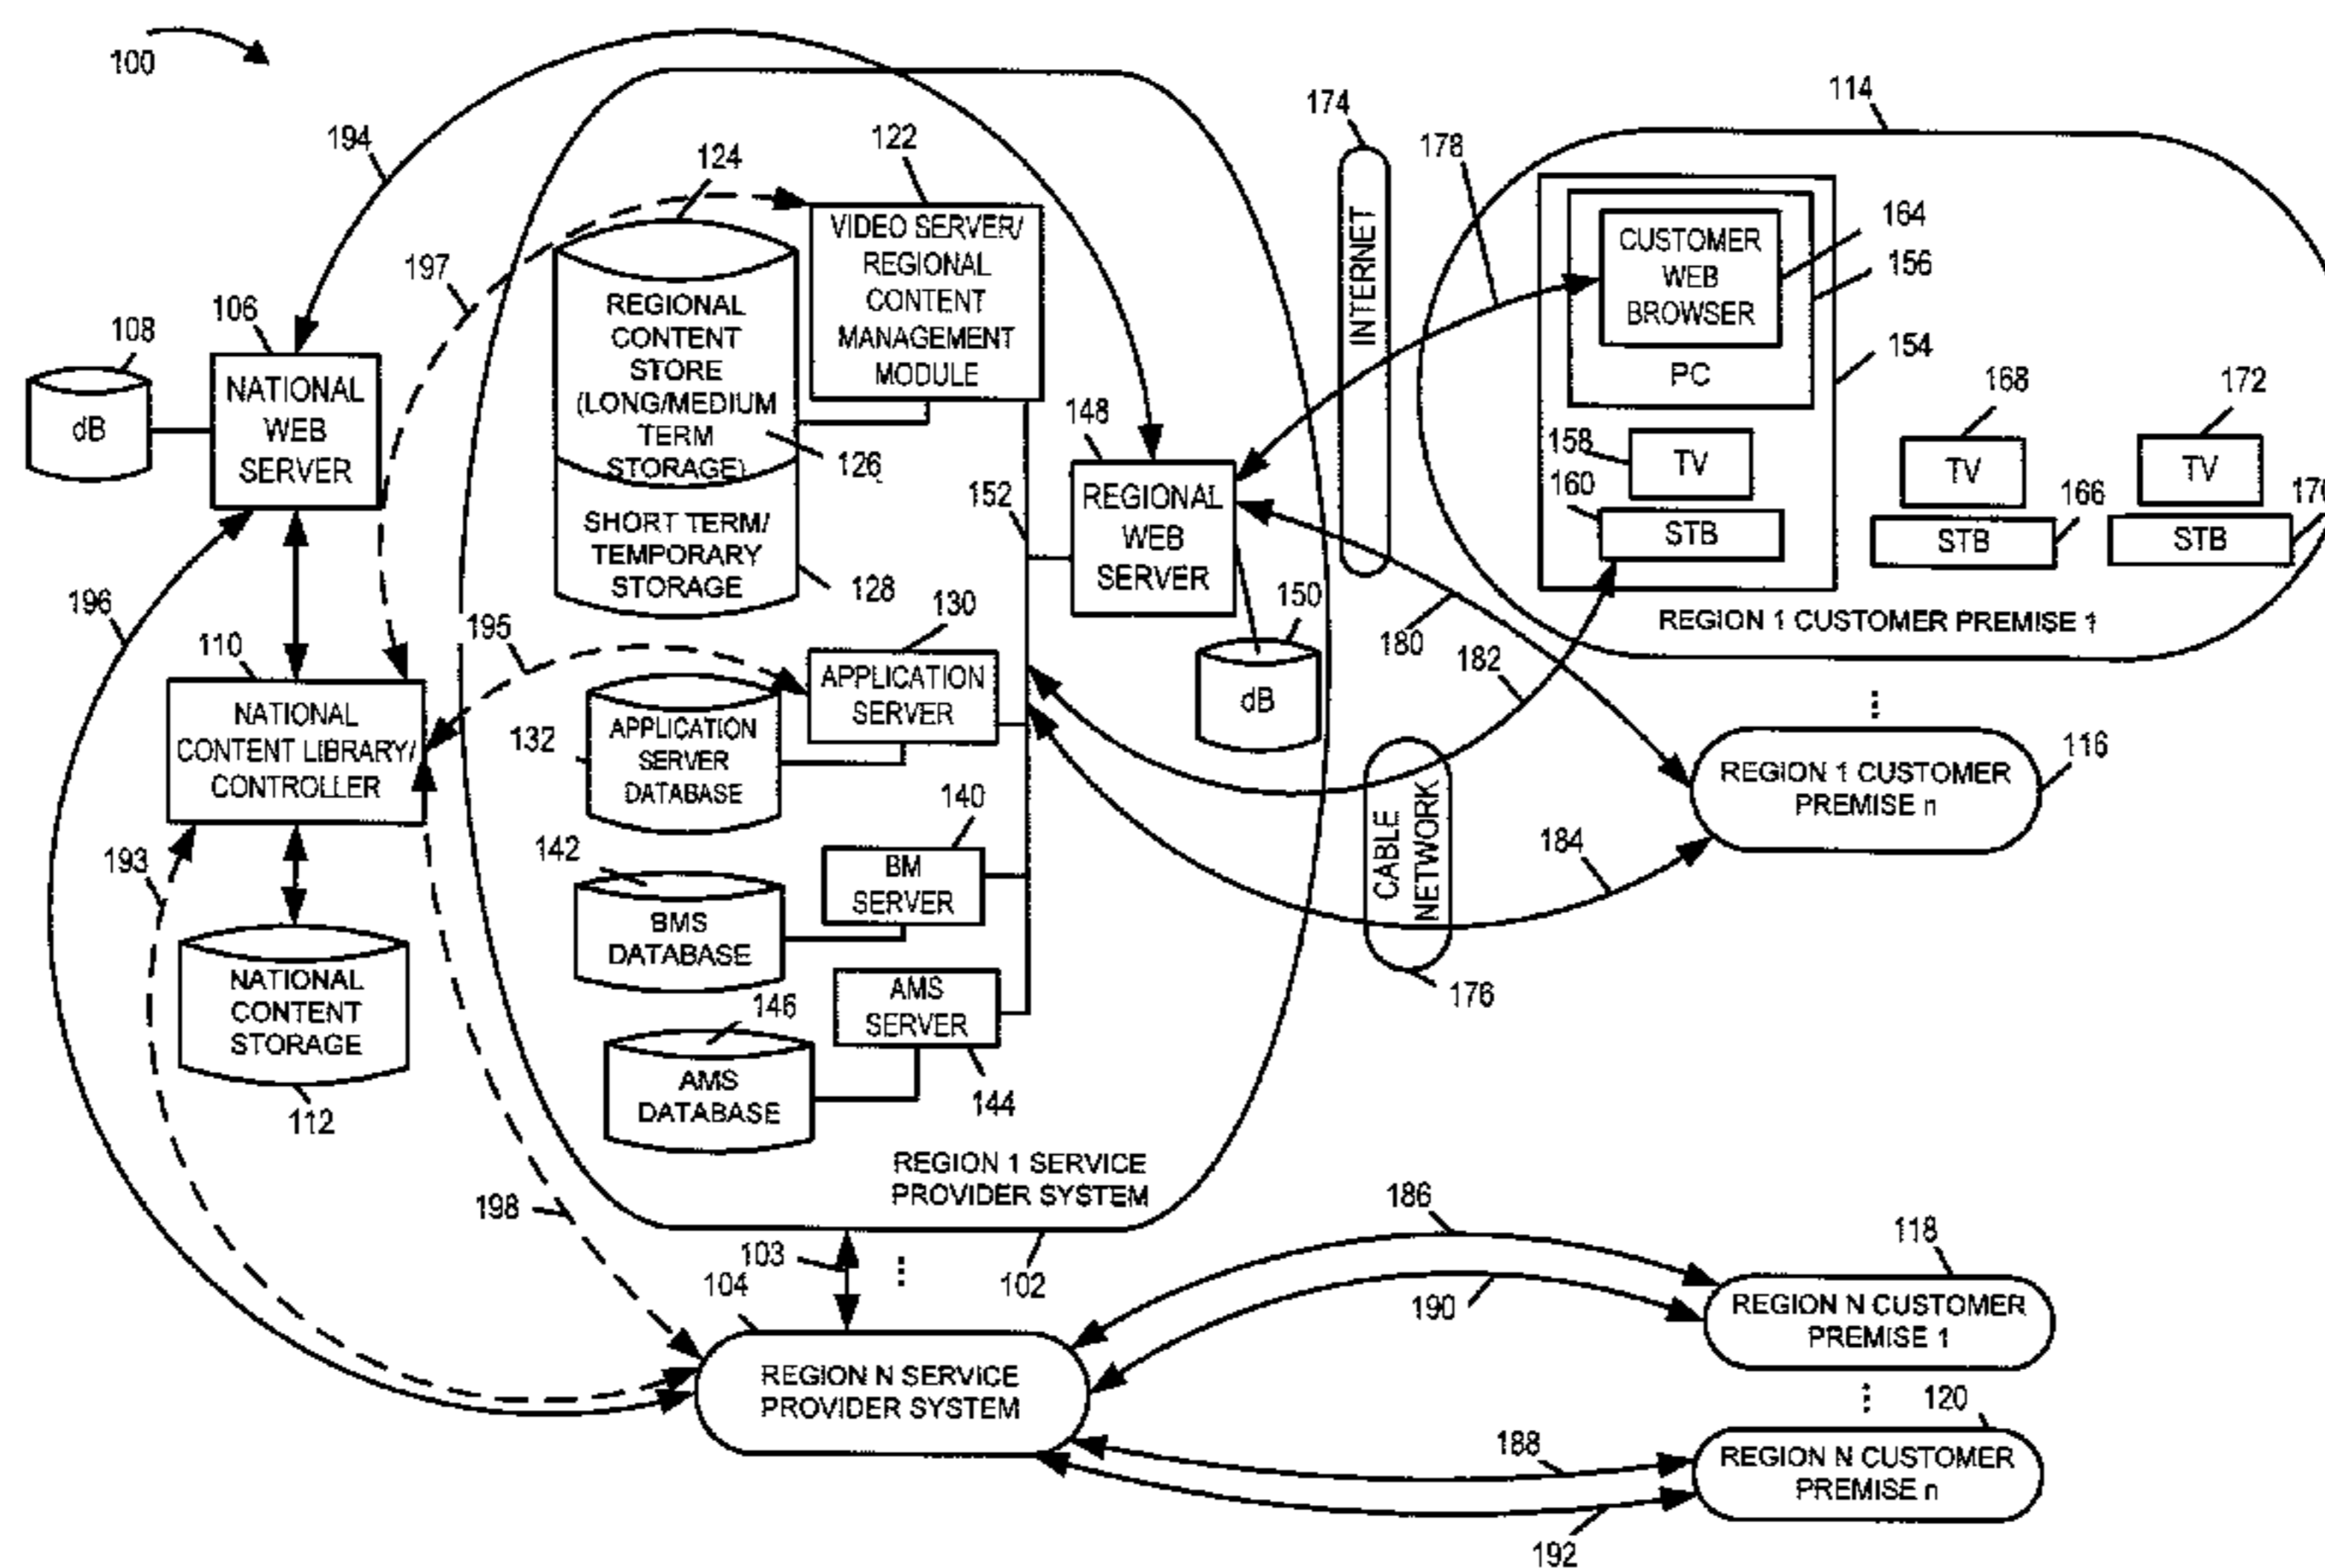 100
194
124
122
174
114
178
164
156
154
197
108
106
dB
NATIONAL
WEB
SERVER
REGIONAL
CONTENT
STORE
(LONG/MEDIUM
TERM
STORAGE)
126
SHORT TERM/
TEMPORARY
STORAGE
128
VIDEO SERVER/
REGIONAL
CONTENT
MANAGEMENT
MODULE
148
152
REGIONAL
WEB
SERVER
150
dB
INTERNET
CUSTOMER
WEB
BROWSER
PC
158
TV
160
STB
168
TV
STB
166
172
TV
STB
REGION 1 CUSTOMER PREMISE 1
180
182
196
110
NATIONAL
CONTENT LIBRARY/
CONTROLLER
195
130
APPLICATION
SERVER
132
APPLICATION
SERVER
DATABASE
140
BM
SERVER
142
BMS
DATABASE
AMS
SERVER
144
146
AMS
DATABASE
193
NATIONAL
CONTENT
STORAGE
112
REGION 1 SERVICE
PROVIDER SYSTEM
CABLE
NETWORK
176
184
REGION 1 CUSTOMER
PREMISE n
116
198
103
104
102
REGION N SERVICE
PROVIDER SYSTEM
186
190
118
REGION N CUSTOMER
PREMISE 1
120
188
REGION N CUSTOMER
PREMISE n
192